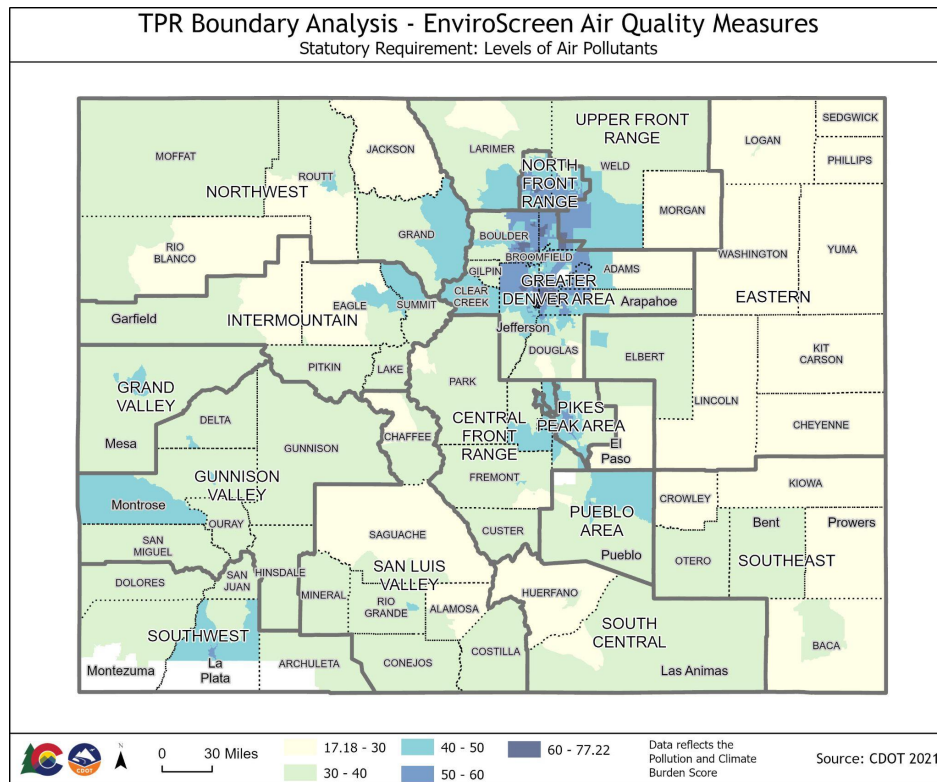 TPR Boundary Analysis - EnviroScreen Air Quality Measures
Statutory Requirement: Levels of Air Pollutants
MOFFAT
ROUTT
NORTHWEST
JACKSON
LARIMER
UPPER FRONT
RANGE
WELD
NORTH
FRONT
RANGE
LOGAN
SEDGWICK
PHILLIPS
MORGAN
RIO
BLANCO
GRAND
BOULDER
BROOMFIELD
GILPIN
CLEAR
CREEK
GREATER
DENVER AREA
ADAMS
Arapahoe
WASHINGTON
YUMA
EASTERN
Garfield
EAGLE
SUMMIT
INTERMOUNTAIN
Jefferson
DOUGLAS
ELBERT
PITKIN
LAKE
PARK
KIT
CARSON
LINCOLN
CHEYENNE
GRAND
VALLEY
Mesa
DELTA
GUNNISON
CHAFFEE
CENTRAL
FRONT
RANGE
PIKES
PEAK AREA
El
Paso
GUNNISON
VALLEY
Montrose
OURAY
FREMONT
PUEBLO
AREA
Pueblo
CROWLEY
KIOWA
SAN
MIGUEL
SAGUACHE
CUSTER
OTERO
Bent
Prowers
SOUTHEAST
DOLORES
SAN
JUAN
HINSDALE
MINERAL
SAN LUIS
VALLEY
RIO
GRANDE
ALAMOSA
HUERFANO
SOUTH
CENTRAL
BACA
SOUTHWEST
Montezuma
La
Plata
ARCHULETA
CONEJOS
COSTILLA
Las Animas
CDOT
N
0 30 Miles
17.18 - 30
30 - 40
40 - 50
50 - 60
60 - 77.22
Data reflects the
Pollution and Climate
Burden Score
Source: CDOT 2021